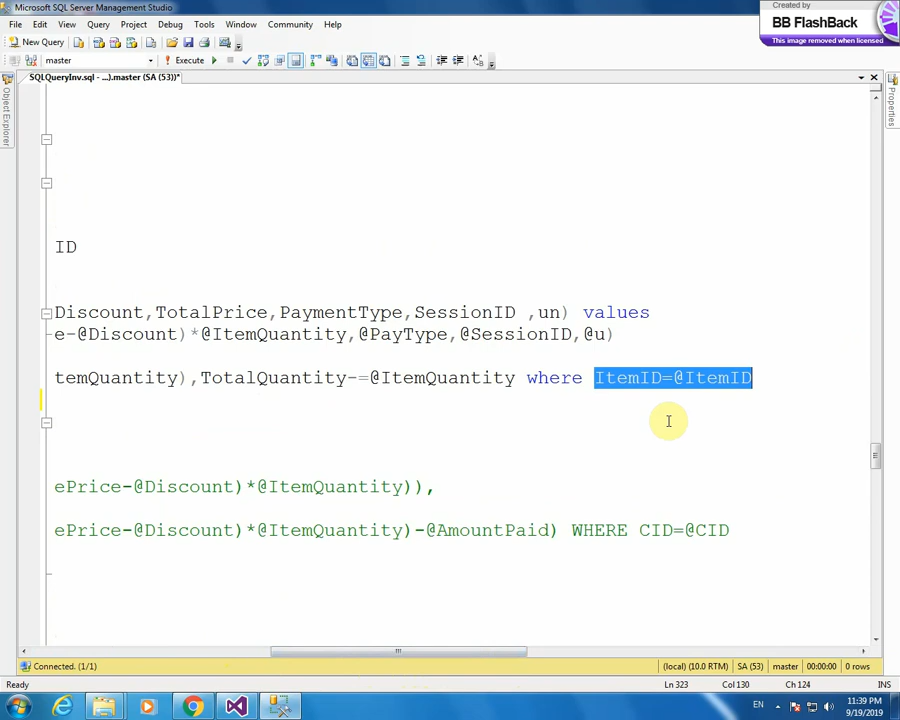 Microsoft SQL Server Management Studio
Created by
BB FlashBack
This image removed when licensed
File Edit View Query Project Debug Tools Window Community Help
New Query
master Execute
SQLQueryInv.sql - ...).master (SA (53))*
Object Explorer
Properties
ID
Discount,TotalPrice,PaymentType,SessionID ,un) values
e-@Discount)*@ItemQuantity,@PayType,@SessionID,@u)
temQuantity),TotalQuantity-=@ItemQuantity where ItemID=@ItemID
ePrice-@Discount)*@ItemQuantity)),
ePrice-@Discount)*@ItemQuantity)-@AmountPaid) WHERE CID=@CID
Connected. (1/1) (local) (10.0 RTM) SA (53) master 00:00:00 0 rows
Ready Ln 323 Col 130 Ch 124 INS
EN 11:39 PM
9/19/2019